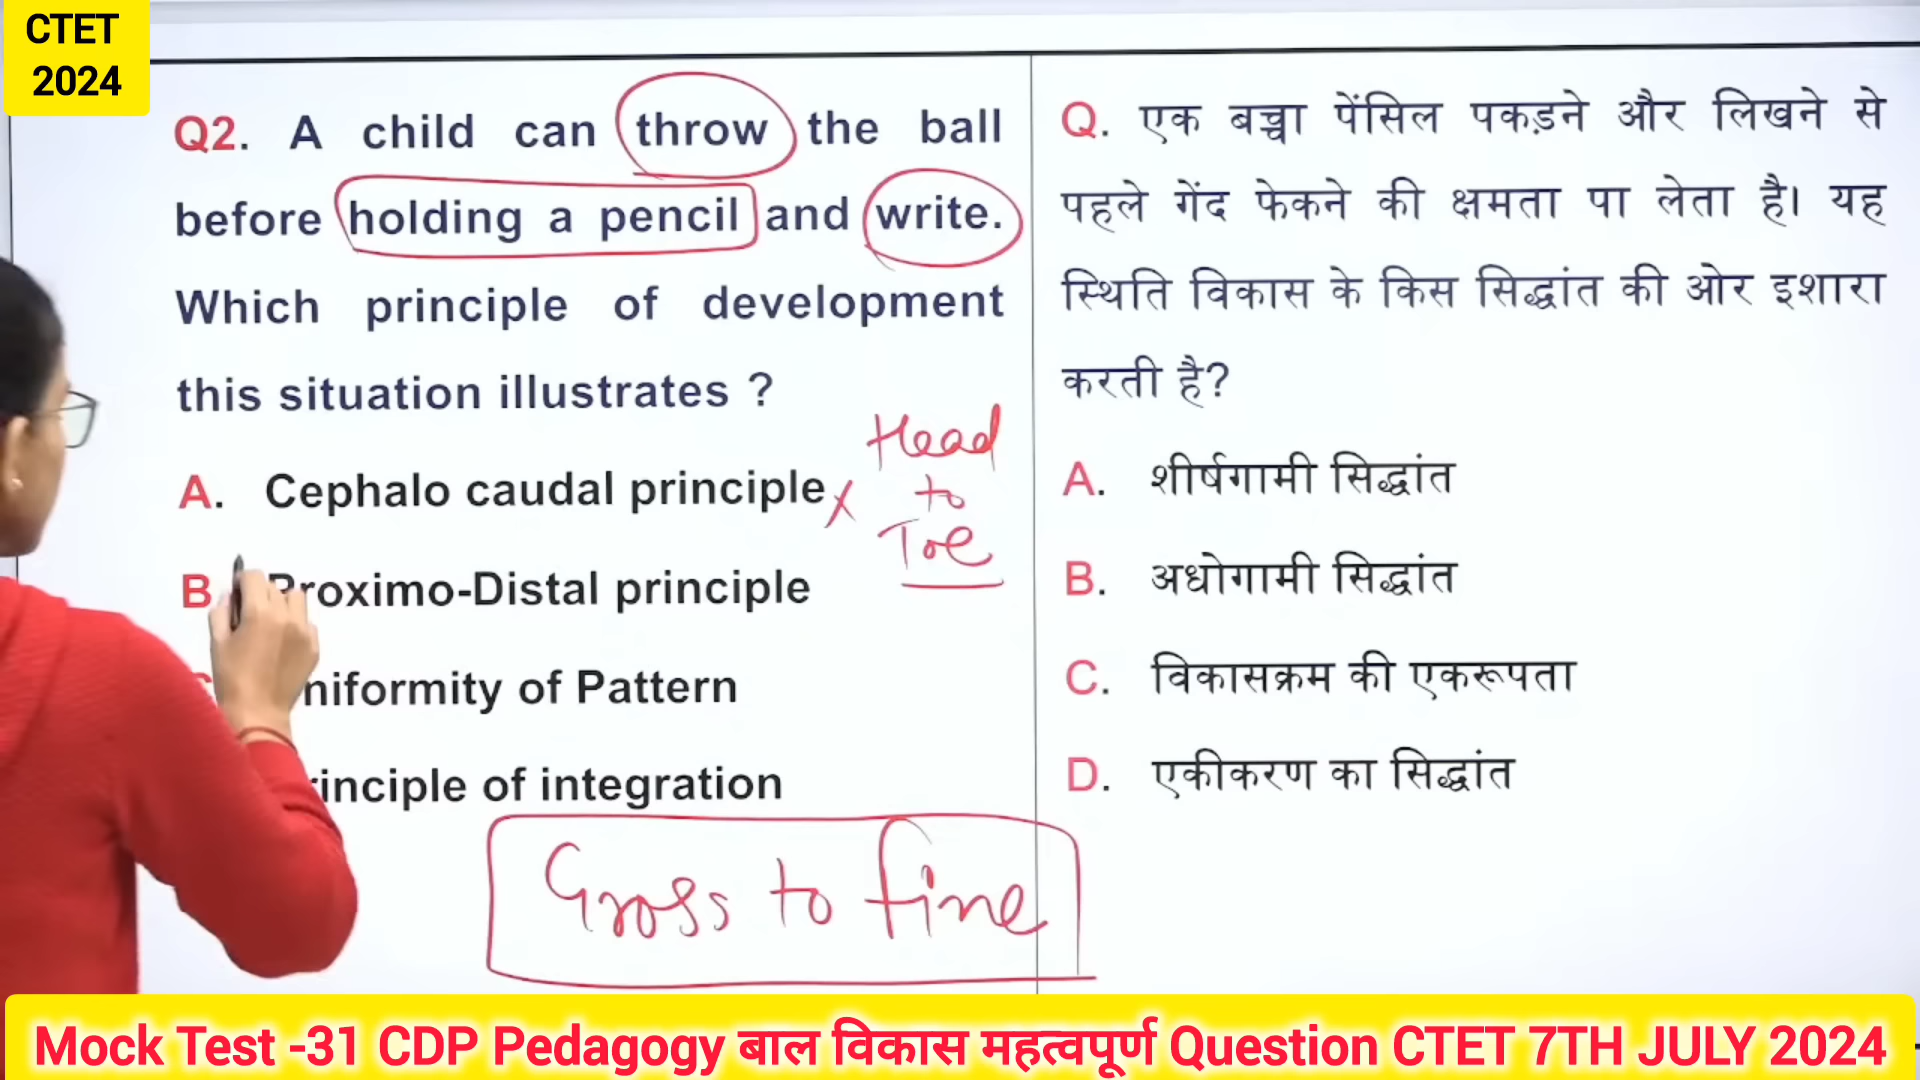 CTET
2024
Q2. A child can throw the ball
before holding a pencil and write.
Which principle of development
this situation illustrates ?
A. Cephalo caudal principle x
Head
to
Toe
B Proximo-Distal principle
niformity of Pattern
rinciple of integration
Gross to fine
Q. एक बच्चा पेंसिल पकड़ने और लिखने से
पहले गेंद फेकने की क्षमता पा लेता है। यह
स्थिति विकास के किस सिद्धांत की ओर इशारा
करती है?
A. शीर्षगामी सिद्धांत
B. अधोगामी सिद्धांत
C. विकासक्रम की एकरूपता
D. एकीकरण का सिद्धांत
Mock Test -31 CDP Pedagogy बाल विकास महत्वपूर्ण Question CTET 7TH JULY 2024